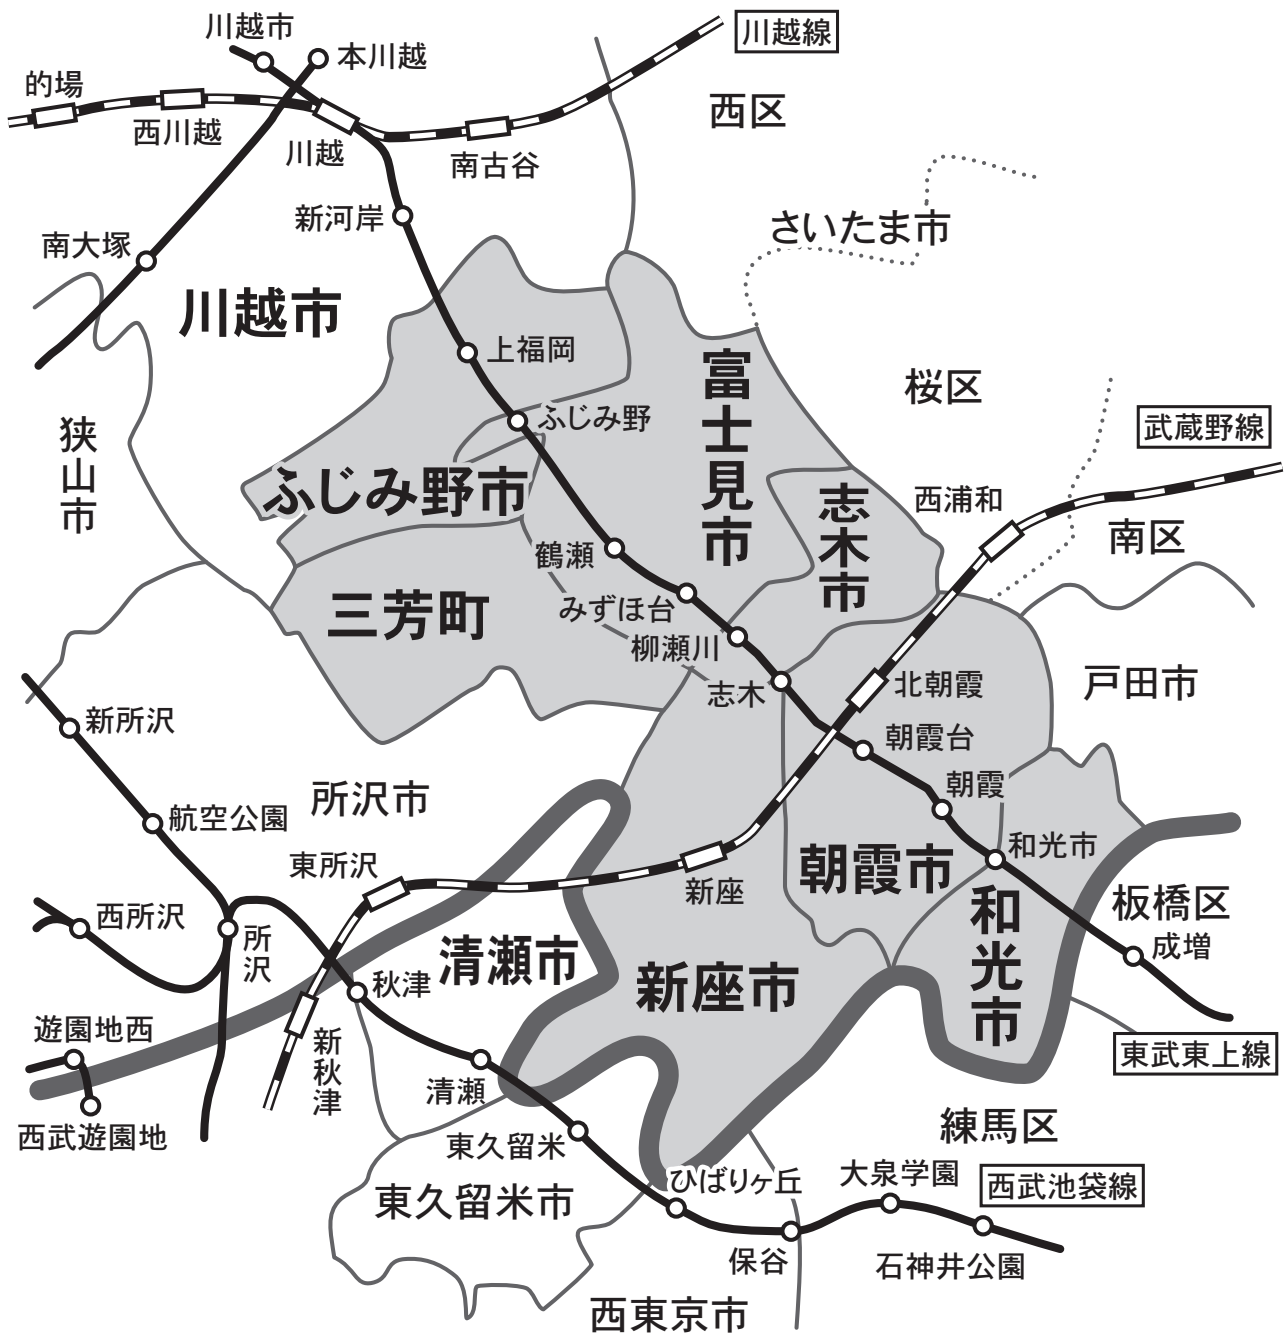 川越市
本川越
川越線
的場
西川越
川越
南古谷
西区
新河岸
さいたま市
南大塚
川越市
上福岡
富士見市
桜区
ふじみ野
武蔵野線
狭山市
ふじみ野市
志木市
西浦和
南区
鶴瀬
三芳町
みずほ台
柳瀬川
志木
北朝霞
戸田市
新所沢
朝霞台
朝霞
所沢市
航空公園
東所沢
新座
朝霞市
和光市
和光市
板橋区
西所沢
所沢
清瀬市
成増
秋津
新座市
遊園地西
新秋津
東武東上線
清瀬
西武遊園地
東久留米
練馬区
東久留米市
ひばりヶ丘
大泉学園
西武池袋線
保谷
石神井公園
西東京市